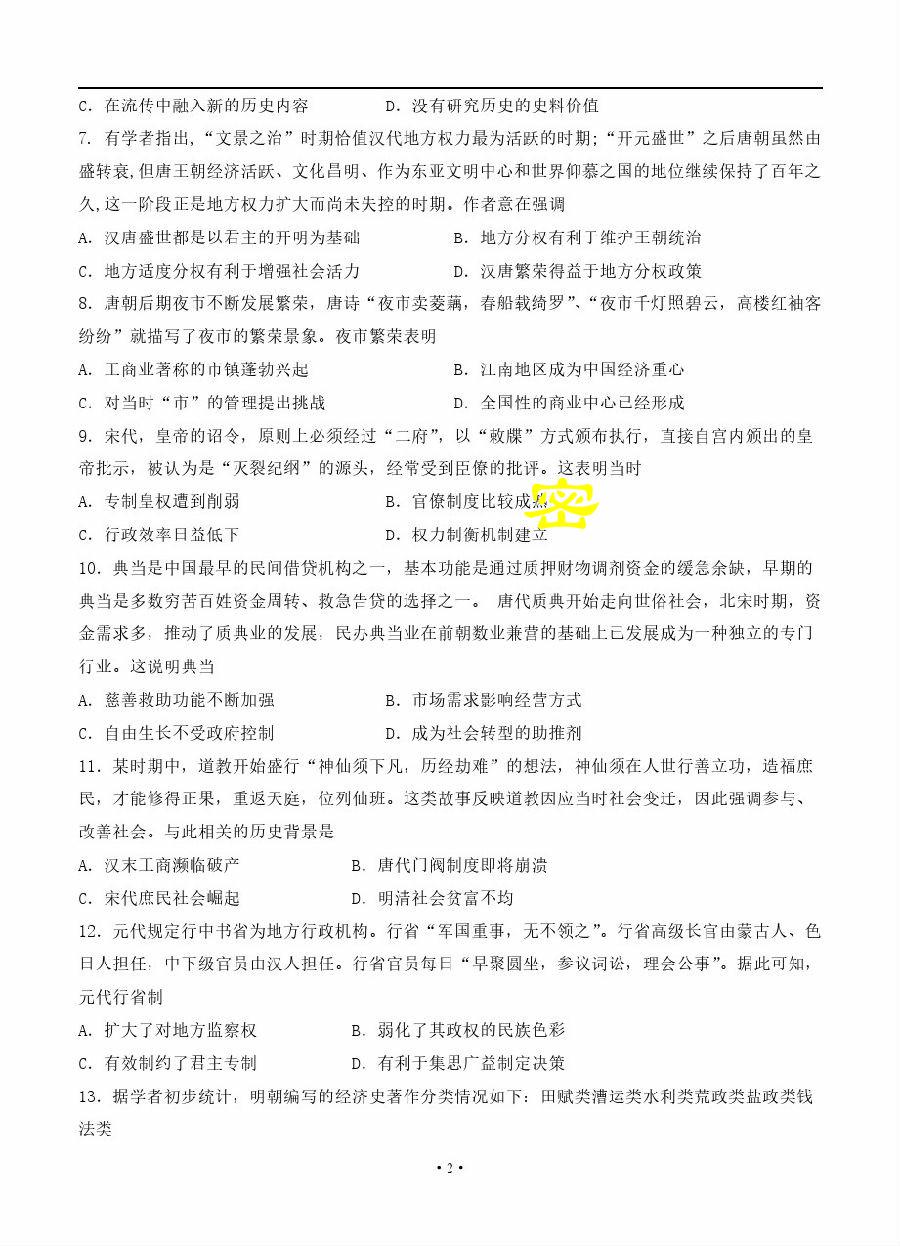 C．在流传中融入新的历史内容 D．没有研究历史的史料价值
7．有学者指出，“文景之治”时期恰值汉代地方权力最为活跃的时期；“开元盛世”之后唐朝虽然由
盛转衰，但唐王朝经济活跃、文化昌明、作为东亚文明中心和世界仰慕之国的地位继续保持了百年之
久，这一阶段正是地方权力扩大而尚未失控的时期。作者意在强调
A．汉唐盛世都是以君主的开明为基础 B．地方分权有利于维护王朝统治
C．地方适度分权有利于增强社会活力 D．汉唐繁荣得益于地方分权政策
8．唐朝后期夜市不断发展繁荣，唐诗“夜市卖菱藕，春船载绮罗”、“夜市千灯照碧云，高楼红袖客
纷纷”就描写了夜市的繁荣景象。夜市繁荣表明
A．工商业著称的市镇蓬勃兴起 B．江南地区成为中国经济重心
C．对当时“市”的管理提出挑战 D．全国性的商业中心已经形成
9．宋代，皇帝的诏令，原则上必须经过“二府”，以“敕牒”方式颁布执行，直接自宫内颁出的皇
帝批示，被认为是“灭裂纪纲”的源头，经常受到臣僚的批评。这表明当时
A．专制皇权遭到削弱 B．官僚制度比较成熟
密
C．行政效率日益低下 D．权力制衡机制建立
10．典当是中国最早的民间借贷机构之一，基本功能是通过质押财物调剂资金的缓急余缺，早期的
典当是多数穷苦百姓资金周转、救急告贷的选择之一。 唐代质典开始走向世俗社会，北宋时期，资
金需求多，推动了质典业的发展，民办典当业在前朝数业兼营的基础上已发展成为一种独立的专门
行业。这说明典当
A．慈善救助功能不断加强 B．市场需求影响经营方式
C．自由生长不受政府控制 D．成为社会转型的助推剂
11．某时期中，道教开始盛行“神仙须下凡，历经劫难”的想法，神仙须在人世行善立功，造福庶
民，才能修得正果，重返天庭，位列仙班。这类故事反映道教因应当时社会变迁，因此强调参与、
改善社会。与此相关的历史背景是
A．汉末工商濒临破产 B．唐代门阀制度即将崩溃
C．宋代庶民社会崛起 D．明清社会贫富不均
12．元代规定行中书省为地方行政机构。行省“军国重事，无不领之”。行省高级长官由蒙古人、色
目人担任，中下级官员由汉人担任。行省官员每日“早聚圆坐，参议词讼，理会公事”。据此可知，
元代行省制
A．扩大了对地方监察权 B．弱化了其政权的民族色彩
C．有效制约了君主专制 D．有利于集思广益制定决策
13．据学者初步统计，明朝编写的经济史著作分类情况如下：田赋类漕运类水利类荒政类盐政类钱
法类
·2·